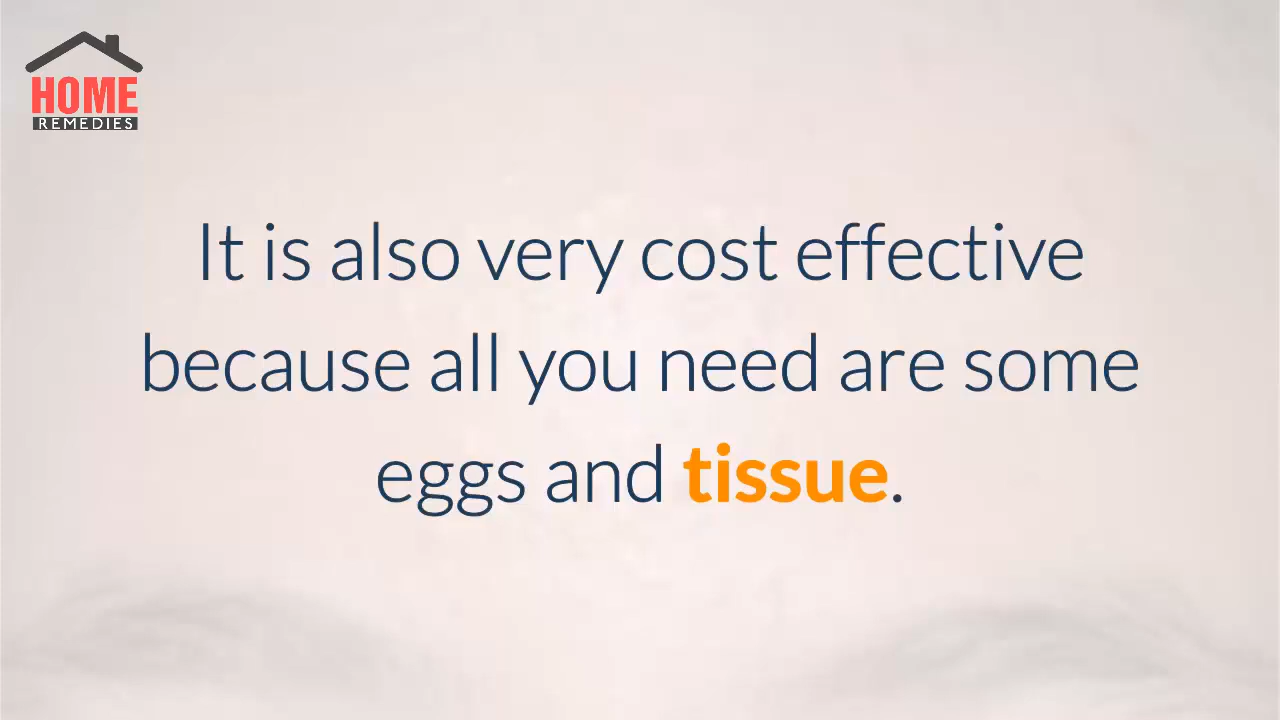 HOME
REMEDIES
It is also very cost effective
because all you need are some
eggs and tissue.